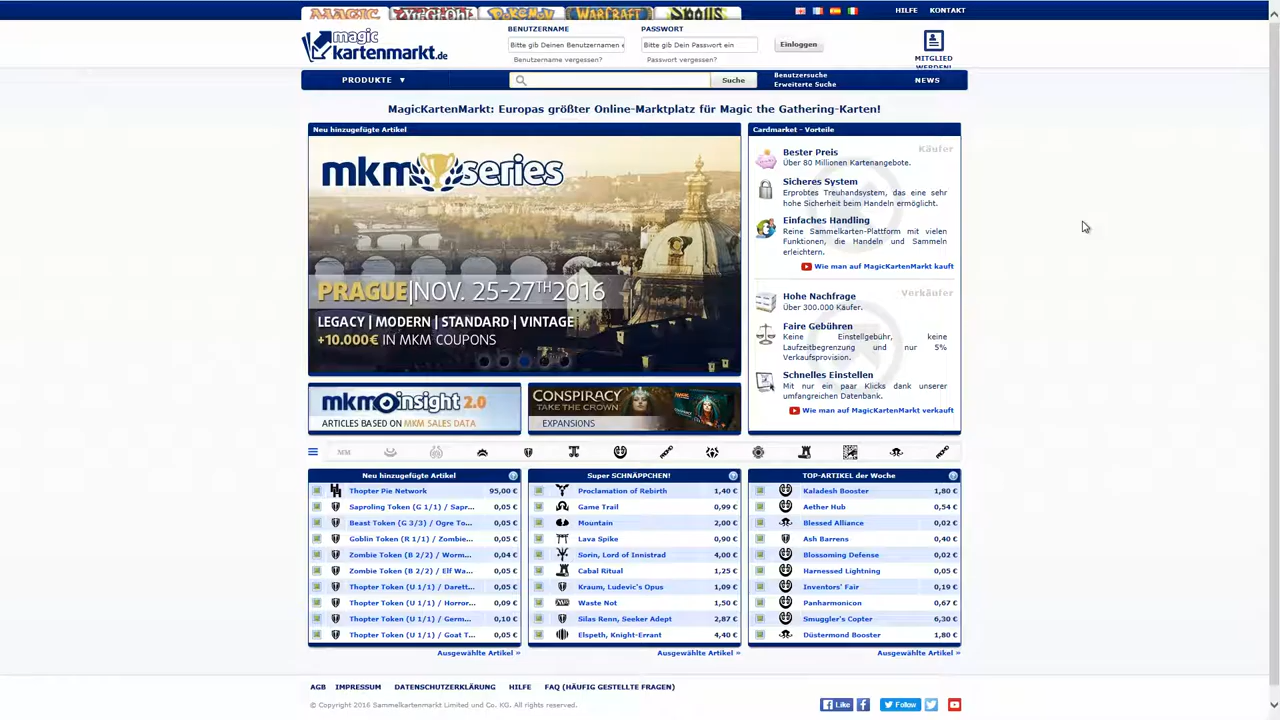 MAGIC Yu-Gi-Oh! POKÉMON WARCRAFT SPOILS
HILFE KONTAKT
magic
kartenmarkt.de
BENUTZERNAME PASSWORT
Bitte gib Deinen Benutzernamen e Bitte gib Dein Passwort ein Einloggen
Benutzername vergessen? Passwort vergessen?
MITGLIED
WERDEN!
PRODUKTE ▼ Suche
Benutzersuche
Erweiterte Suche
NEWS
MagicKartenMarkt: Europas größter Online-Marktplatz für Magic the Gathering-Karten!
Neu hinzugefügte Artikel
mkm series
PRAGUE|NOV. 25-27TH 2016
LEGACY | MODERN | STANDARD | VINTAGE
+10.000€ IN MKM COUPONS
Cardmarket - Vorteile
Käufer
Bester Preis
Über 80 Millionen Kartenangebote.
Sicheres System
Erprobtes Treuhandsystem, das eine sehr
hohe Sicherheit beim Handeln ermöglicht.
Einfaches Handling
Reine Sammelkarten-Plattform mit vielen
Funktionen, die Handeln und Sammeln
erleichtern.
Wie man auf MagicKartenMarkt kauft
Verkäufer
Hohe Nachfrage
Über 300.000 Käufer.
Faire Gebühren
Keine Einstellgebühr, keine
Laufzeitbegrenzung und nur 5%
Verkaufsprovision.
Schnelles Einstellen
Mit nur ein paar Klicks dank unserer
umfangreichen Datenbank.
Wie man auf MagicKartenMarkt verkauft
mkm insight 2.0
ARTICLES BASED ON MKM SALES DATA
CONSPIRACY
TAKE THE CROWN
EXPANSIONS
MM
Neu hinzugefügte Artikel
Thopter Pie Network 95,00 €
Saproling Token (G 1/1) / Sapr... 0,05 €
Beast Token (G 3/3) / Ogre To... 0,05 €
Goblin Token (R 1/1) / Zombie... 0,05 €
Zombie Token (B 2/2) / Worm... 0,04 €
Zombie Token (B 2/2) / Elf Wa... 0,05 €
Thopter Token (U 1/1) / Darett... 0,05 €
Thopter Token (U 1/1) / Horror... 0,09 €
Thopter Token (U 1/1) / Germ... 0,10 €
Thopter Token (U 1/1) / Goat T... 0,05 €
Ausgewählte Artikel »
Super SCHNÄPPCHEN!
Proclamation of Rebirth 1,40 €
Game Trail 0,99 €
Mountain 2,00 €
Lava Spike 0,90 €
Sorin, Lord of Innistrad 4,00 €
Cabal Ritual 1,25 €
Kraum, Ludevic's Opus 1,09 €
Waste Not 1,50 €
Silas Renn, Seeker Adept 2,87 €
Elspeth, Knight-Errant 4,40 €
Ausgewählte Artikel »
TOP-ARTIKEL der Woche
Kaladesh Booster 1,80 €
Aether Hub 0,54 €
Blessed Alliance 0,02 €
Ash Barrens 0,40 €
Blossoming Defense 0,02 €
Harnessed Lightning 0,05 €
Inventors' Fair 0,19 €
Panharmonicon 0,67 €
Smuggler's Copter 6,30 €
Düstermond Booster 1,80 €
Ausgewählte Artikel »
AGB IMPRESSUM DATENSCHUTZERKLÄRUNG HILFE FAQ (HÄUFIG GESTELLTE FRAGEN)
© Copyright 2016 Sammelkartenmarkt Limited und Co. KG. All rights reserved.
Like Follow